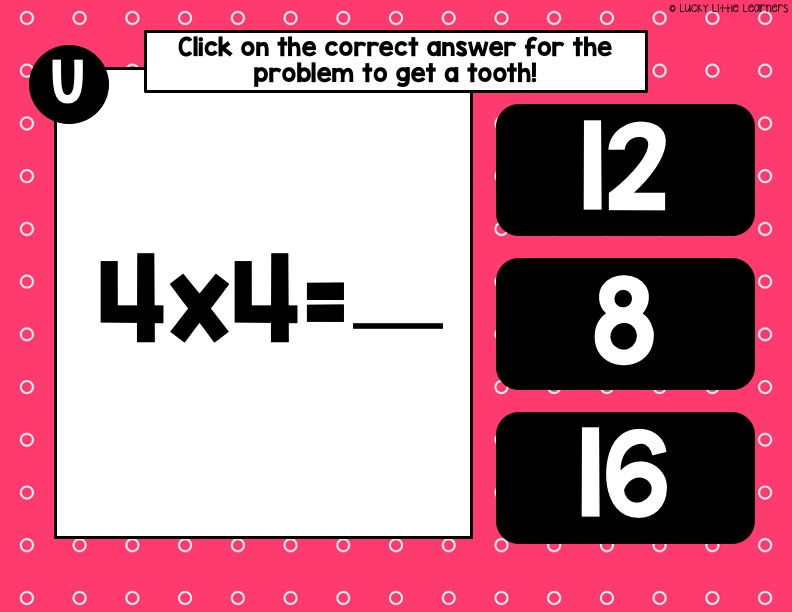 © Lucky Little Learners
Click on the correct answer for the
problem to get a tooth!
U
4x4=__
12
8
16